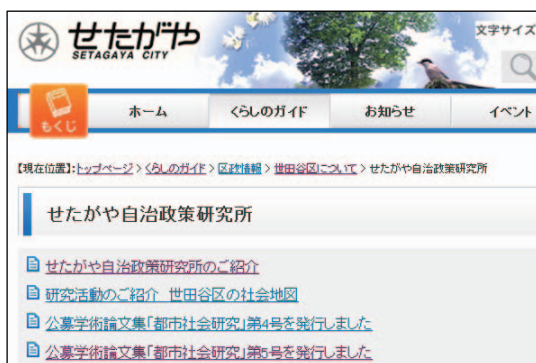 せたがや
SETAGAYA CITY
文字サイズ
もくじ
ホーム
くらしのガイド
お知らせ
イベント
【現在位置】:トップページ > くらしのガイド > 区政情報 > 世田谷区について > せたがや自治政策研究所
せたがや自治政策研究所
せたがや自治政策研究所のご紹介
研究活動のご紹介 世田谷区の社会地図
公募学術論文集「都市社会研究」第4号を発行しました
公募学術論文集「都市社会研究」第5号を発行しました